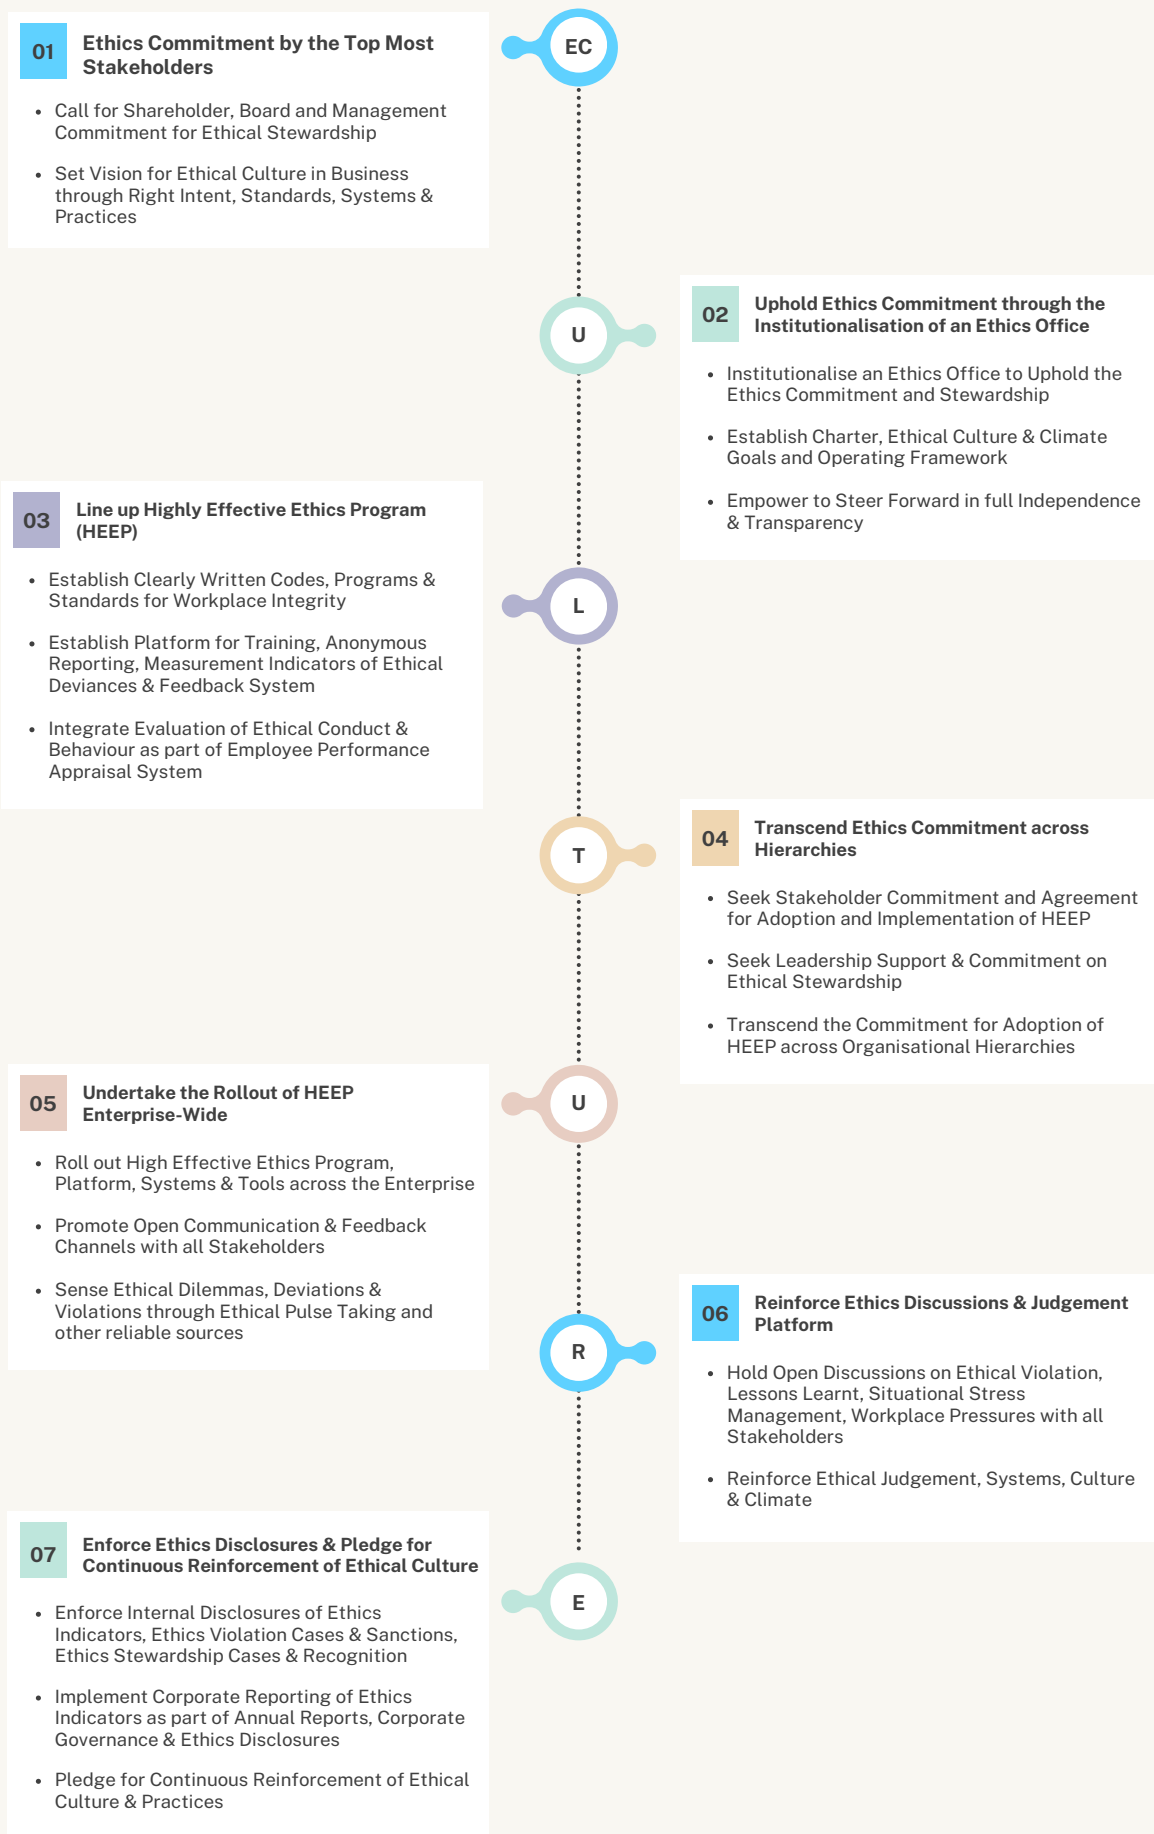 01
Ethics Commitment by the Top Most
Stakeholders
• Call for Shareholder, Board and Management
Commitment for Ethical Stewardship
• Set Vision for Ethical Culture in Business
through Right Intent, Standards, Systems &
Practices
EC
U
02
Uphold Ethics Commitment through the
Institutionalisation of an Ethics Office
• Institutionalise an Ethics Office to Uphold the
Ethics Commitment and Stewardship
• Establish Charter, Ethical Culture & Climate
Goals and Operating Framework
• Empower to Steer Forward in full Independence
& Transparency
03
Line up Highly Effective Ethics Program
(HEEP)
• Establish Clearly Written Codes, Programs &
Standards for Workplace Integrity
• Establish Platform for Training, Anonymous
Reporting, Measurement Indicators of Ethical
Deviances & Feedback System
• Integrate Evaluation of Ethical Conduct &
Behaviour as part of Employee Performance
Appraisal System
L
T
04
Transcend Ethics Commitment across
Hierarchies
• Seek Stakeholder Commitment and Agreement
for Adoption and Implementation of HEEP
• Seek Leadership Support & Commitment on
Ethical Stewardship
• Transcend the Commitment for Adoption of
HEEP across Organisational Hierarchies
05
Undertake the Rollout of HEEP
Enterprise-Wide
• Roll out High Effective Ethics Program,
Platform, Systems & Tools across the Enterprise
• Promote Open Communication & Feedback
Channels with all Stakeholders
• Sense Ethical Dilemmas, Deviations &
Violations through Ethical Pulse Taking and
other reliable sources
U
R
06
Reinforce Ethics Discussions & Judgement
Platform
• Hold Open Discussions on Ethical Violation,
Lessons Learnt, Situational Stress
Management, Workplace Pressures with all
Stakeholders
• Reinforce Ethical Judgement, Systems, Culture
& Climate
07
Enforce Ethics Disclosures & Pledge for
Continuous Reinforcement of Ethical Culture
• Enforce Internal Disclosures of Ethics
Indicators, Ethics Violation Cases & Sanctions,
Ethics Stewardship Cases & Recognition
• Implement Corporate Reporting of Ethics
Indicators as part of Annual Reports, Corporate
Governance & Ethics Disclosures
• Pledge for Continuous Reinforcement of Ethical
Culture & Practices
E